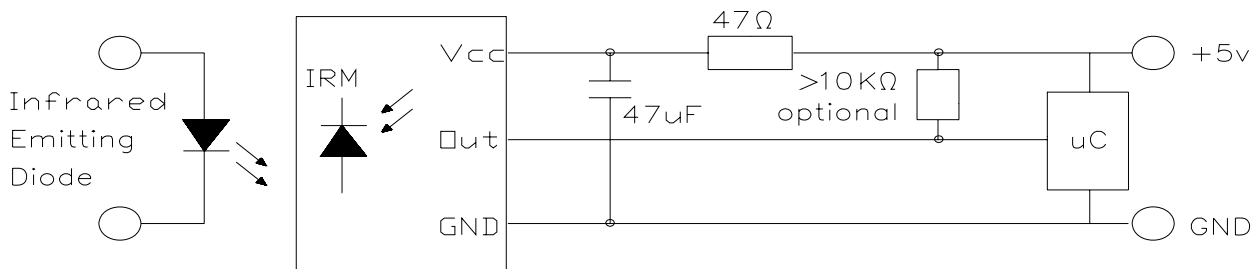 Infrared
Emitting
Diode
IRM
Vcc
Out
GND
47uF
47Ω
>10KΩ
optional
uC
+5v
GND